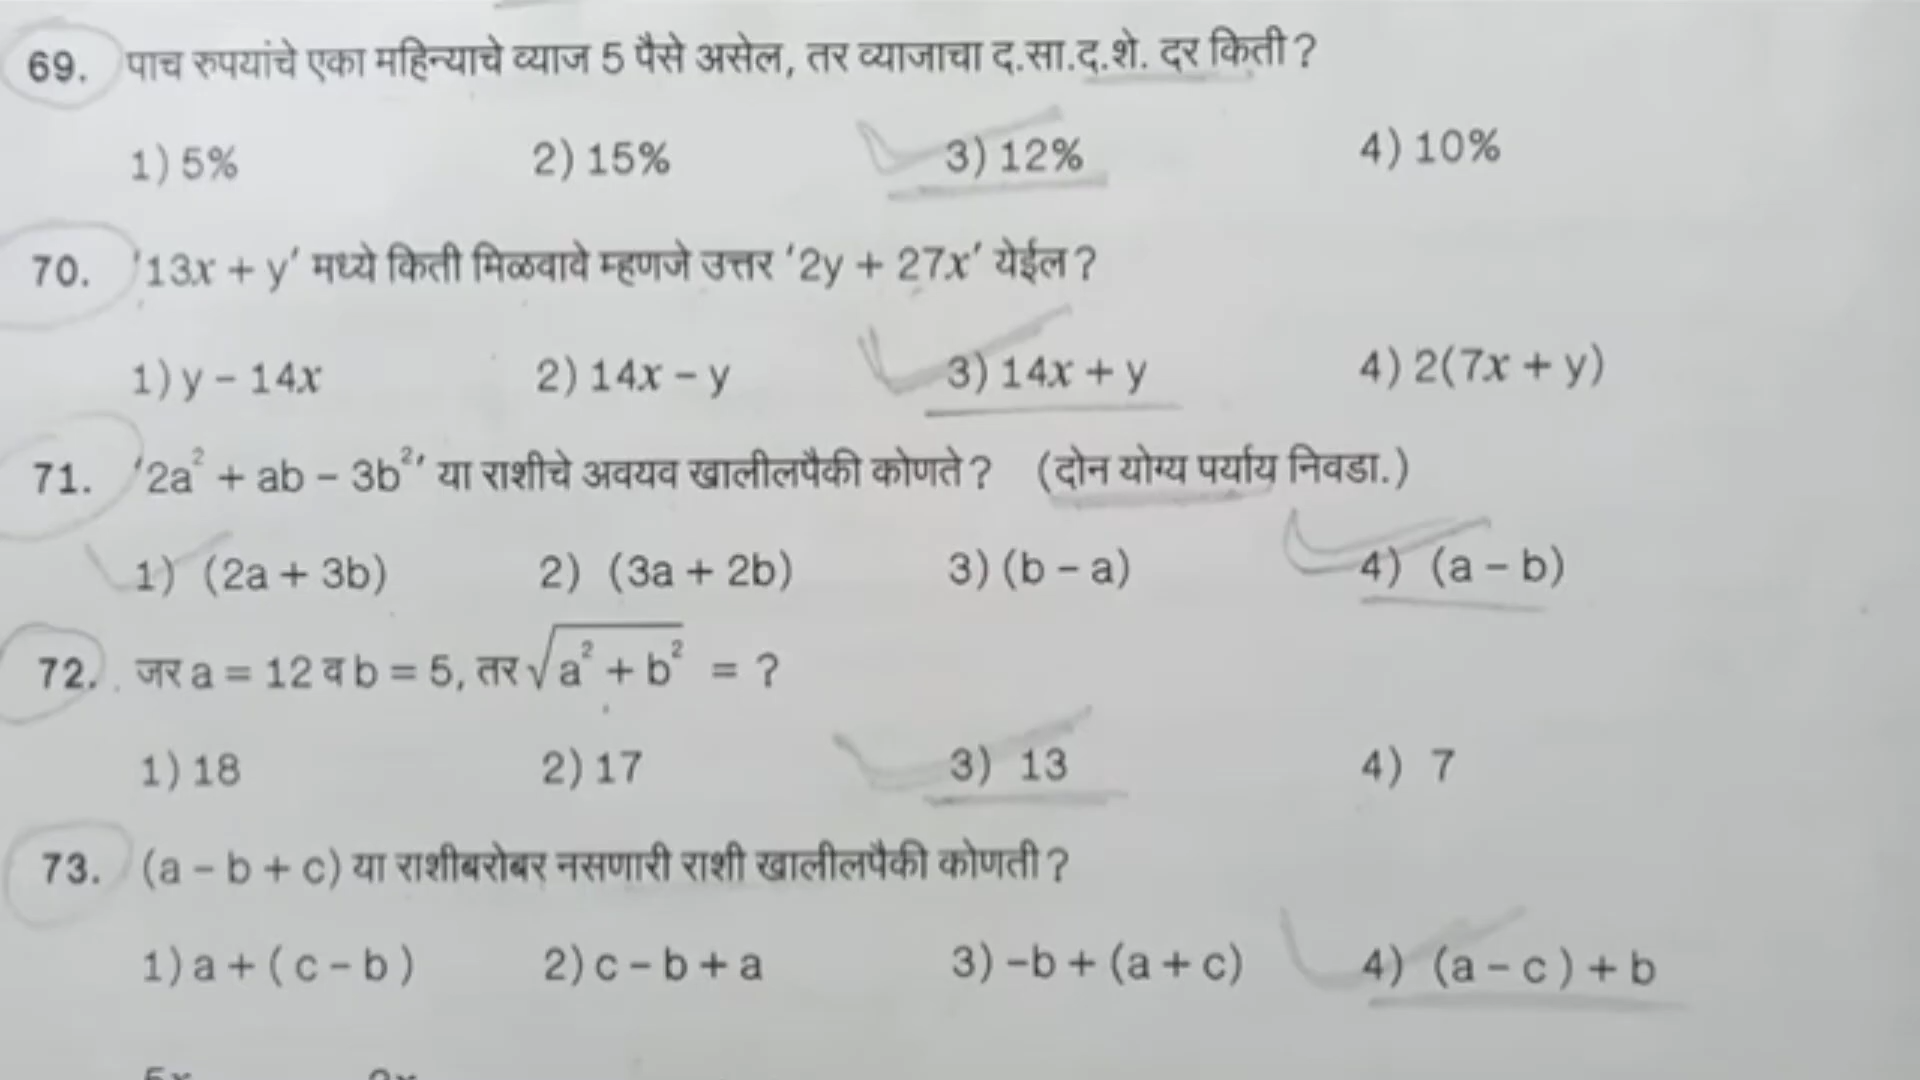 69. पाच रुपयांचे एका महिन्याचे व्याज 5 पैसे असेल, तर व्याजाचा द.सा.द.शे. दर किती ?
1) 5% 2) 15% 3) 12% 4) 10%
70. '13x + y' मध्ये किती मिळवावे म्हणजे उत्तर '2y + 27x' येईल ?
1) y – 14x 2) 14x – y 3) 14x + y 4) 2(7x + y)
71. '2a² + ab – 3b²' या राशीचे अवयव खालीलपैकी कोणते ? (दोन योग्य पर्याय निवडा.)
1) (2a + 3b) 2) (3a + 2b) 3) (b – a) 4) (a – b)
72. जर a = 12 व b = 5, तर √a² + b² = ?
1) 18 2) 17 3) 13 4) 7
73. (a – b + c) या राशीबरोबर नसणारी राशी खालीलपैकी कोणती ?
1) a + ( c – b ) 2) c – b + a 3) –b + (a + c) 4) (a – c ) + b